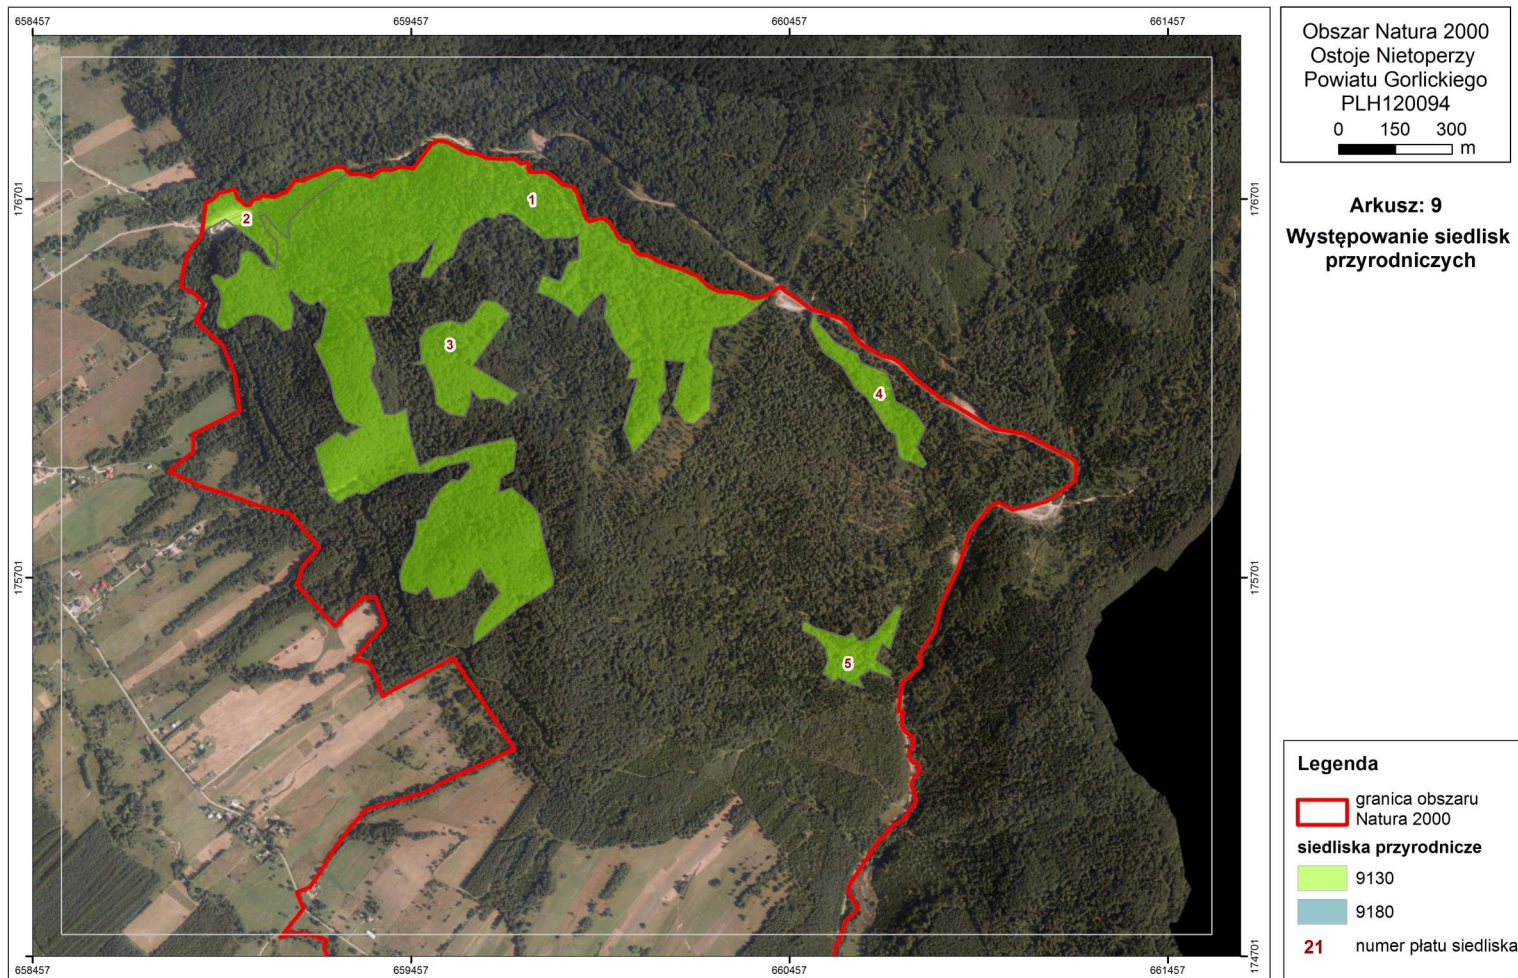 658457
659457
660457
661457
176701
176701
175701
175701
174701
658457
659457
660457
661457
1
2
3
4
5
Obszar Natura 2000
Ostoje Nietoperzy
Powiatu Gorlickiego
PLH120094
0 150 300
m
Arkusz: 9
Występowanie siedlisk
przyrodniczych
Legenda
granica obszaru
Natura 2000
siedliska przyrodnicze
9130
9180
21 numer płatu siedliska